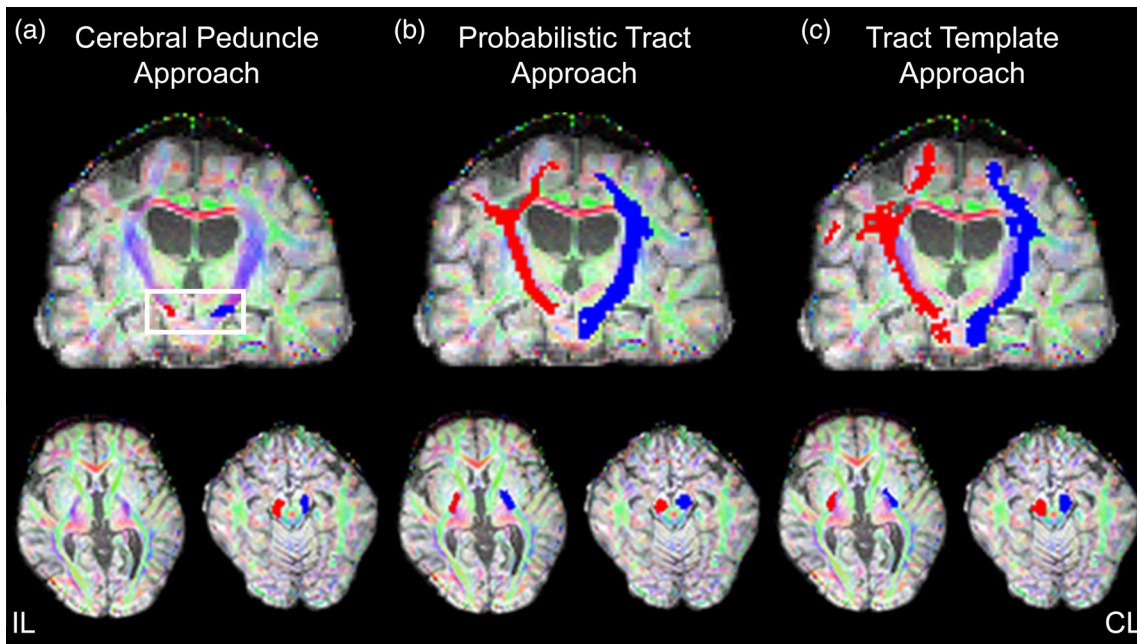 (a) Cerebral Peduncle
Approach
(b) Probabilistic Tract
Approach
(c) Tract Template
Approach
IL
CL